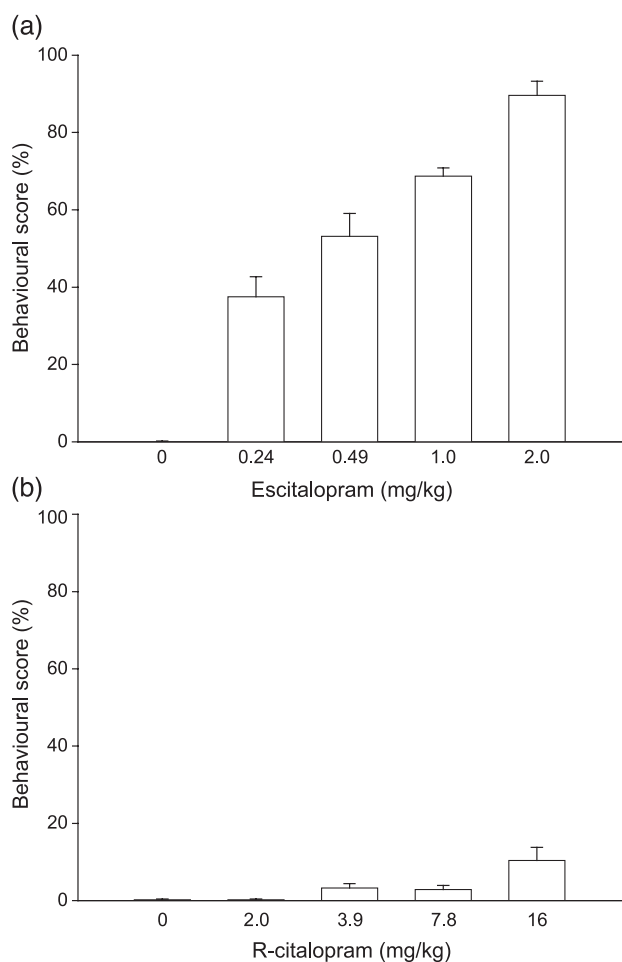 (a)
100
80
60
40
20
0
Behavioural score (%)
0 0.24 0.49 1.0 2.0
Escitalopram (mg/kg)
(b)
100
80
60
40
20
0
Behavioural score (%)
0 2.0 3.9 7.8 16
R-citalopram (mg/kg)